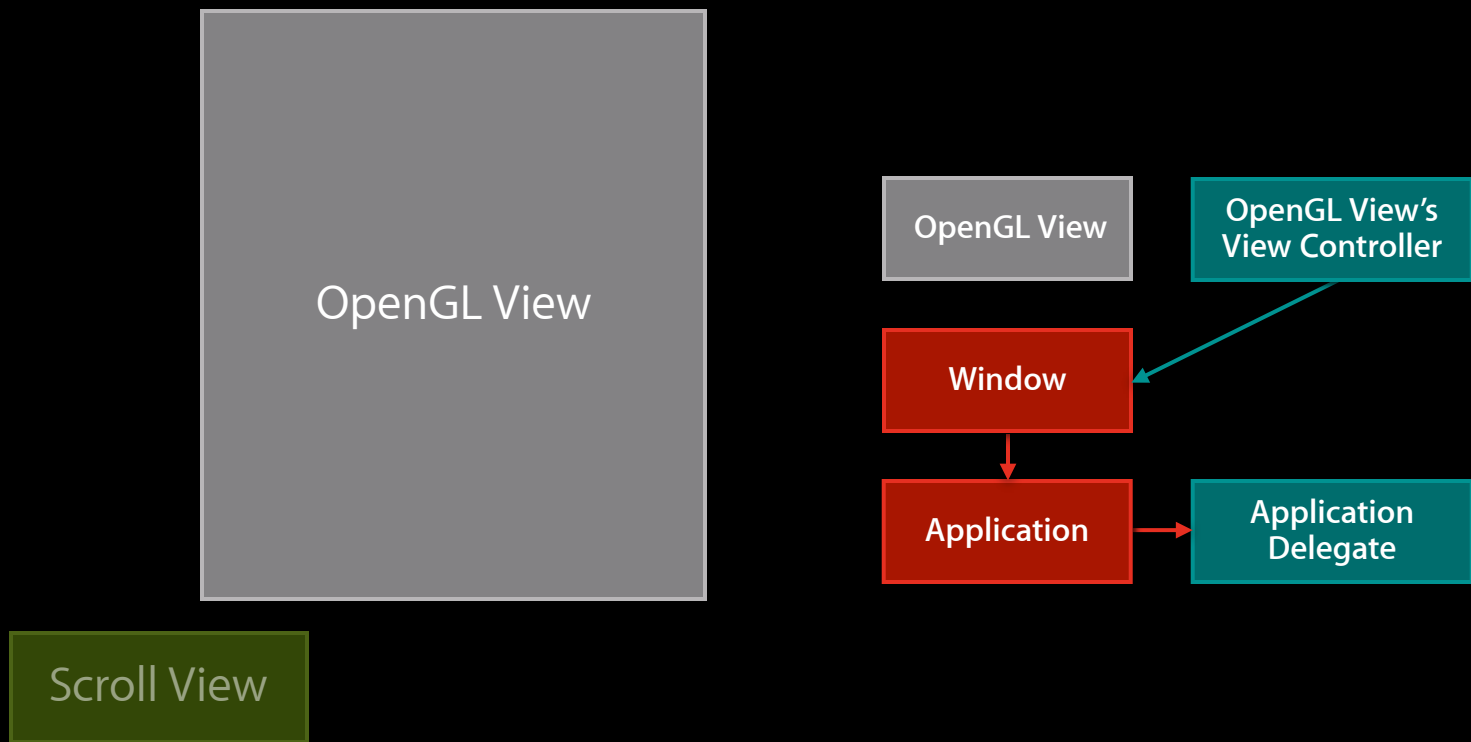 OpenGL View
OpenGL View
OpenGL View’s
View Controller
Window
Application
Application
Delegate
Scroll View